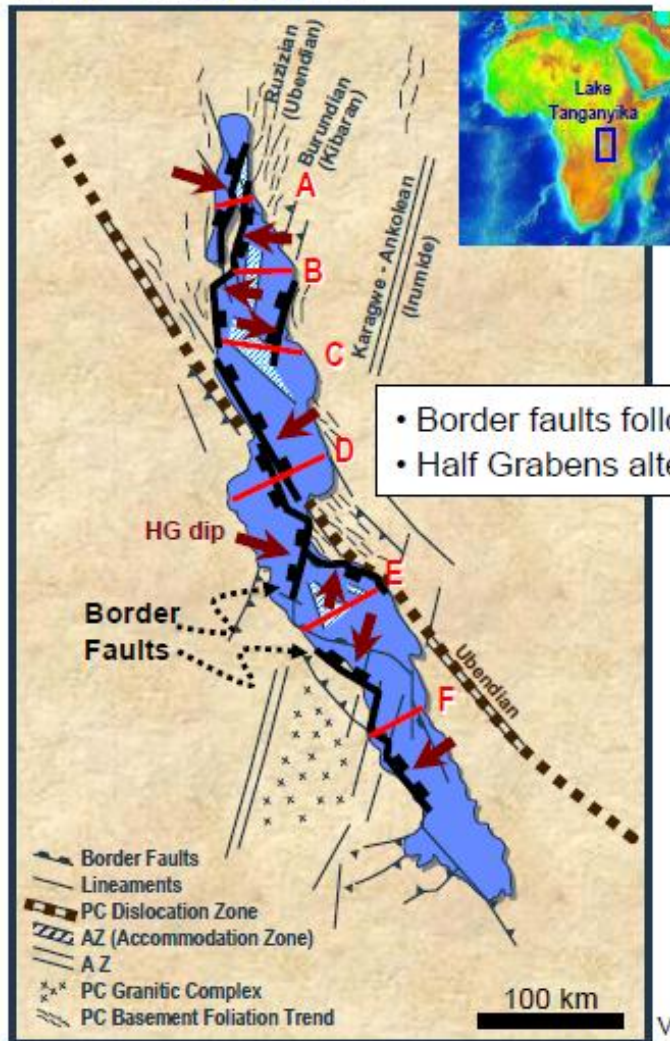 Lake
Tanganyika
Ruzizian
(Ubendian)
Burundian
(Kibaran)
A
B
Karagwe - Ankolean
(Irumide)
C
• Border faults follo
• Half Grabens alte
D
HG dip
E
Border
Faults
Ubendian
F
Border Faults
Lineaments
PC Dislocation Zone
AZ (Accommodation Zone)
A Z
PC Granitic Complex
PC Basement Foliation Trend
100 km
V